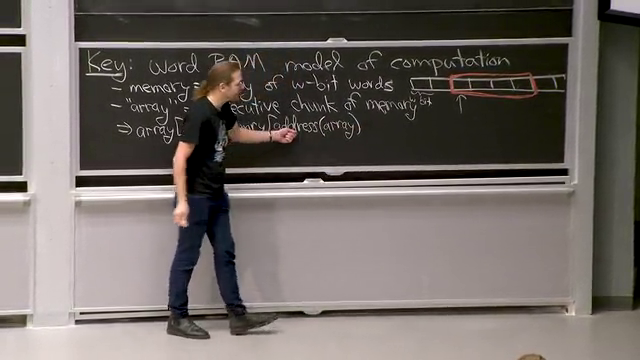 Key: word RAM model of computation
- memory = of w-bit words
- "array" = consecutive chunk of memory
⇒ array[ memory[address(array)
w-bit